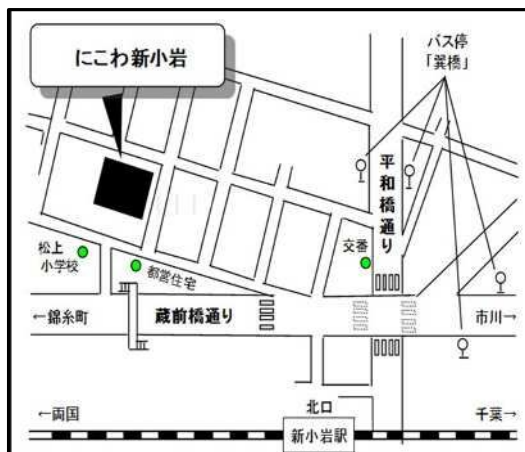 にこわ新小岩
バス停
「巽橋」
平和橋通り
交番
松上
小学校
都営住宅
←錦糸町
蔵前橋通り
市川→
←両国
北口
千葉→
新小岩駅